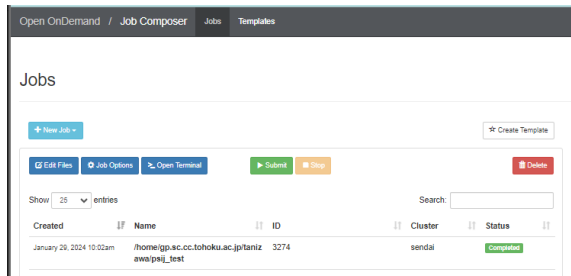 Open OnDemand / Job Composer Jobs Templates
Jobs
+ New Job
Create Template
Edit Files Job Options Open Terminal Submit Stop Delete
Show 25 entries Search:
Created Name ID Cluster Status
January 29, 2024 10:02am /home/gp.sc.cc.tohoku.ac.jp/taniz 3274 sendai Completed
awa/psij_test